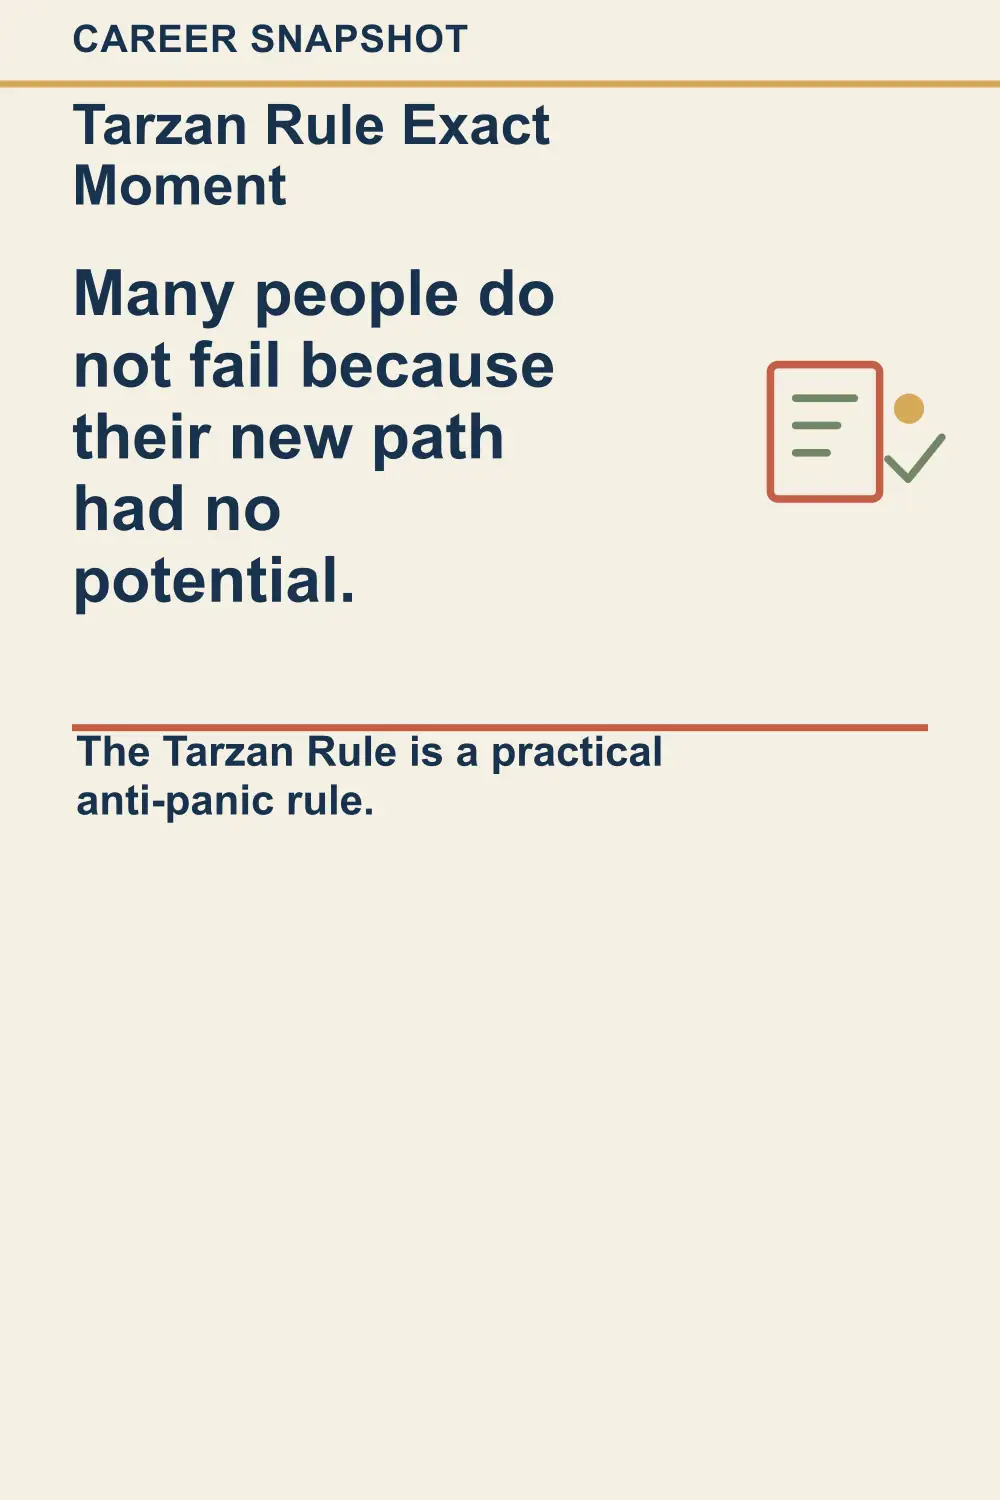 CAREER SNAPSHOT
Tarzan Rule Exact
Moment
Many people do
not fail because
their new path
had no
potential.
The Tarzan Rule is a practical
anti-panic rule.